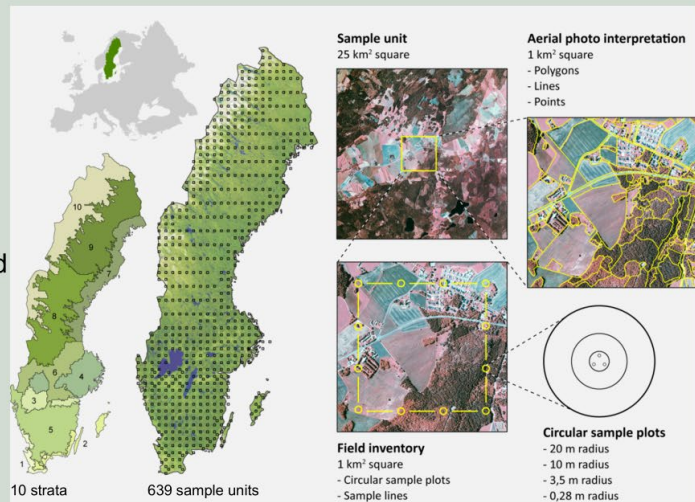 Sample unit
25 km² square
Aerial photo interpretation
1 km² square
- Polygons
- Lines
- Points
10
9
7
8
6
4
3
5
2
1
d
10 strata
639 sample units
Field inventory
1 km² square
- Circular sample plots
- Sample lines
Circular sample plots
- 20 m radius
- 10 m radius
- 3,5 m radius
- 0,28 m radius